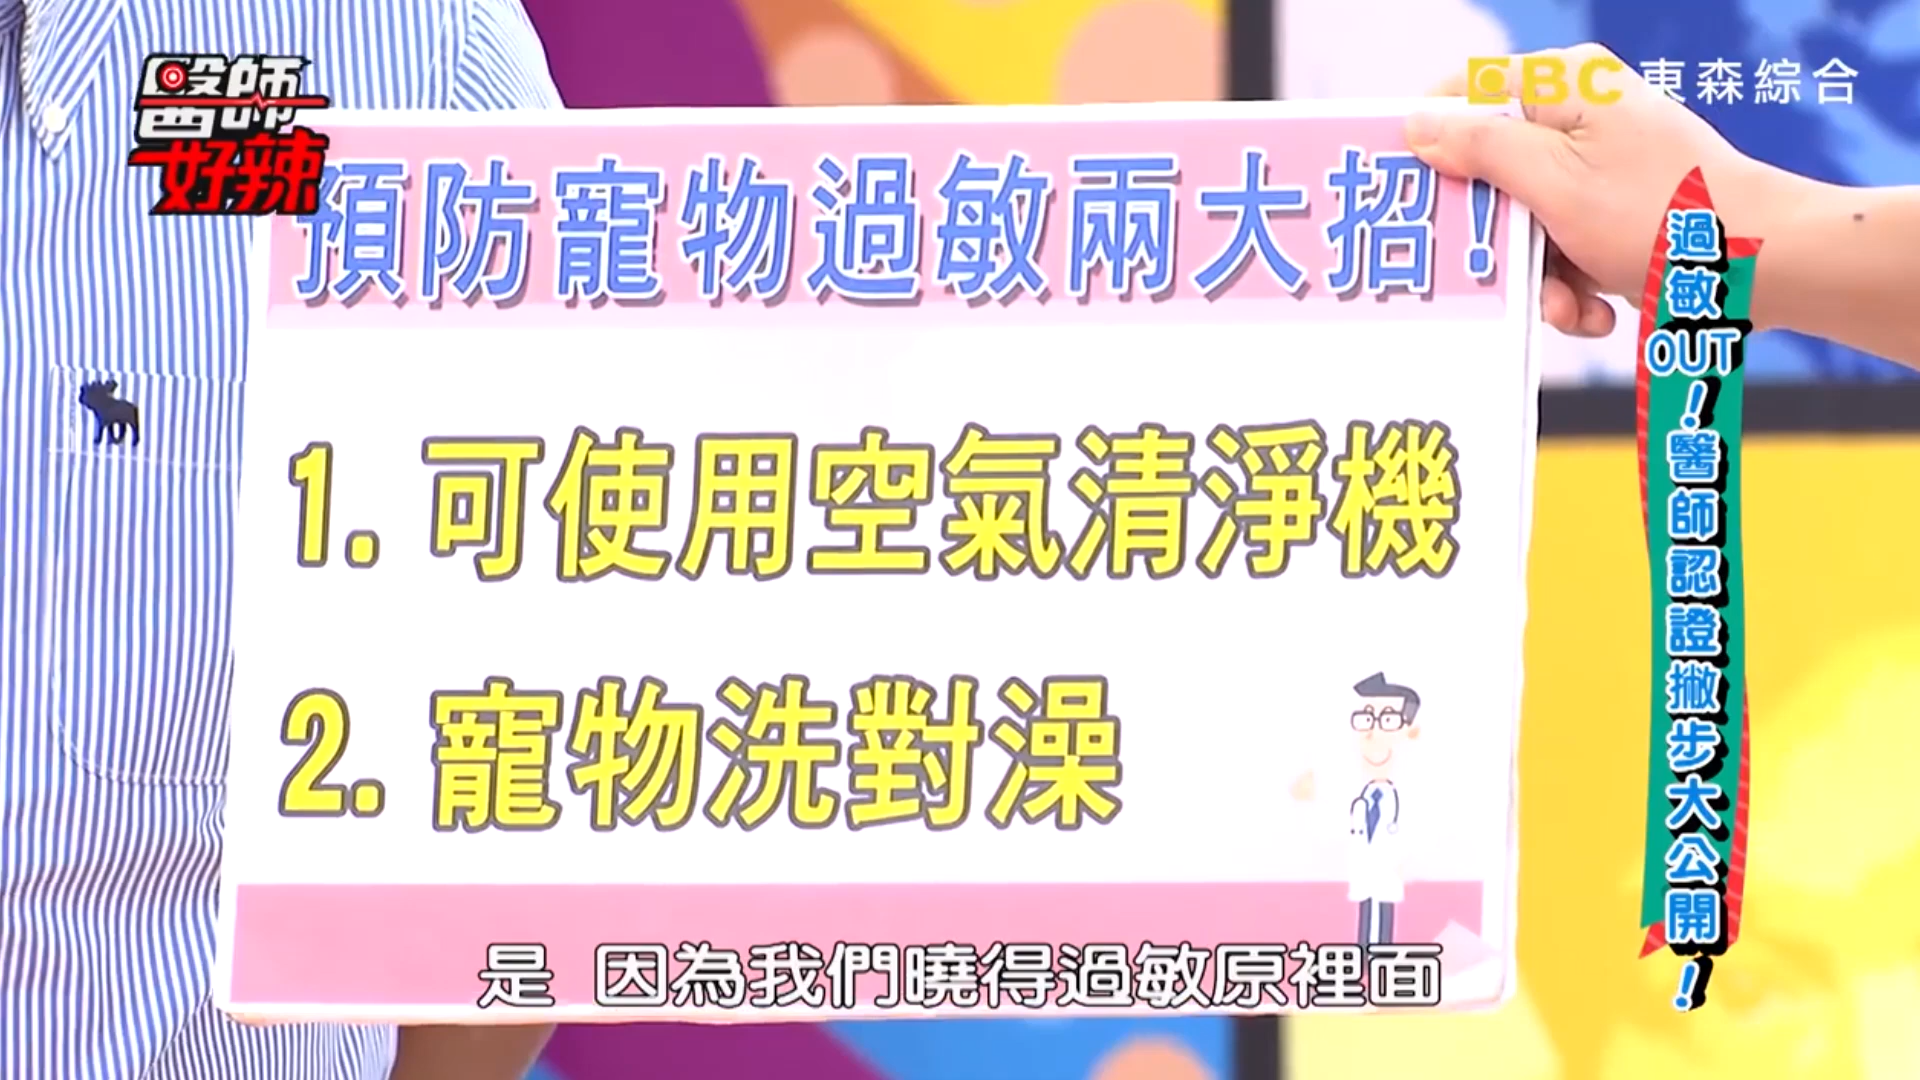 醫師
好辣
EBC 東森綜合
預防寵物過敏兩大招！
1.可使用空氣清淨機
2.寵物洗對澡
過敏OUT！醫師認證撇步大公開！
是 因為我們曉得過敏原裡面